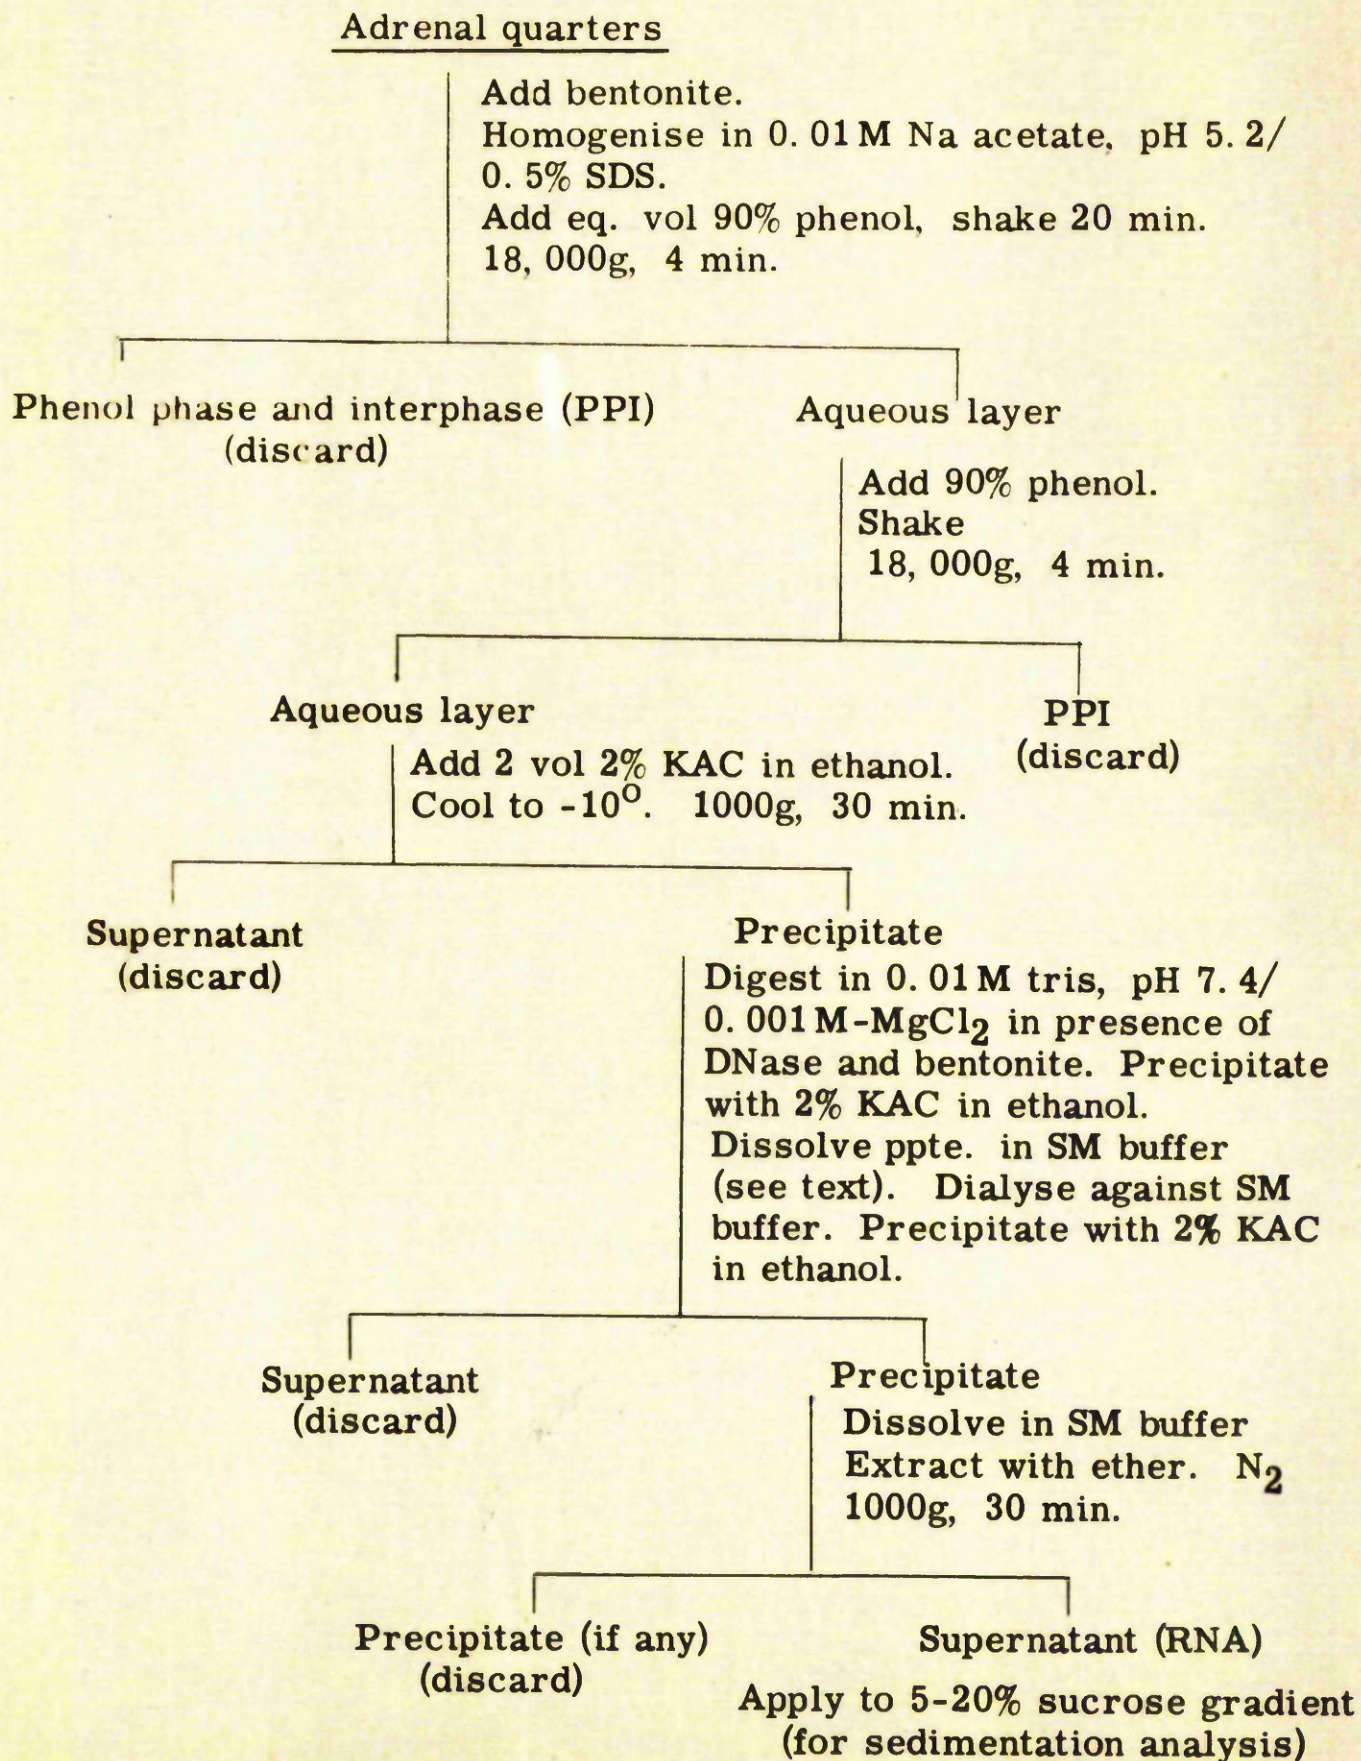 Adrenal quarters
Add bentonite.
Homogenise in 0.01M Na acetate, pH 5.2/
0.5% SDS.
Add eq. vol 90% phenol, shake 20 min.
18,000g, 4 min.
Phenol phase and interphase (PPI)
(discard)
Aqueous layer
Add 90% phenol.
Shake
18,000g, 4 min.
Aqueous layer
PPI
(discard)
Add 2 vol 2% KAC in ethanol.
Cool to -10°. 1000g, 30 min.
Supernatant
(discard)
Precipitate
Digest in 0.01M tris, pH 7.4/
0.001M-MgCl₂ in presence of
DNase and bentonite. Precipitate
with 2% KAC in ethanol.
Dissolve ppte. in SM buffer
(see text). Dialyse against SM
buffer. Precipitate with 2% KAC
in ethanol.
Supernatant
(discard)
Precipitate
Dissolve in SM buffer
Extract with ether. N₂
1000g, 30 min.
Precipitate (if any)
(discard)
Supernatant (RNA)
Apply to 5-20% sucrose gradient
(for sedimentation analysis)